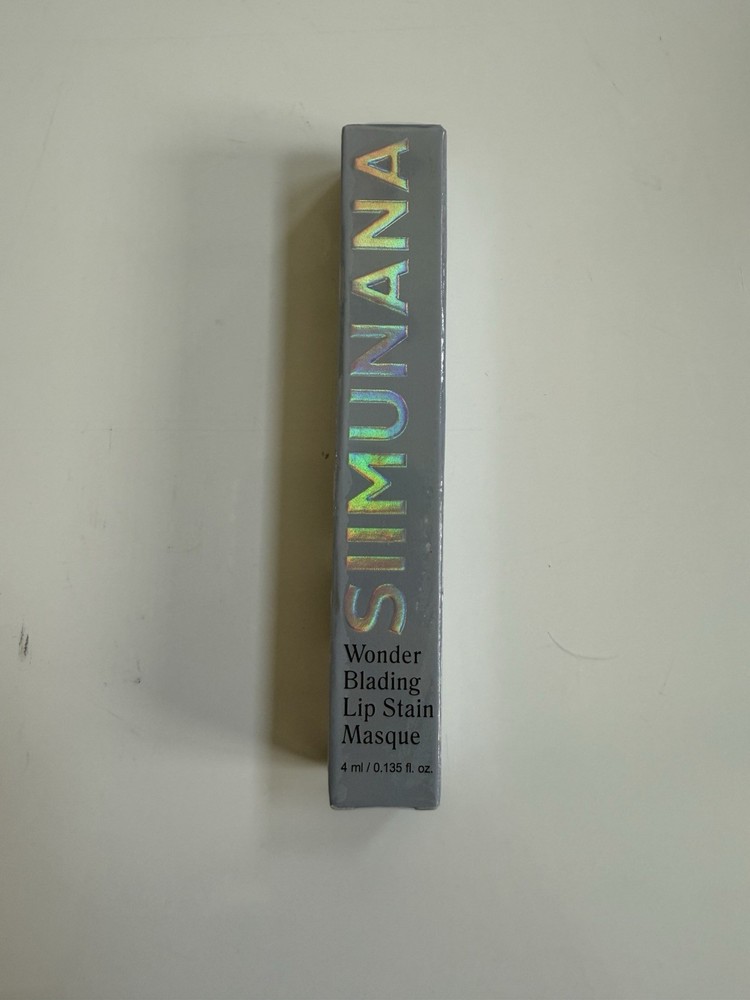 SIIMUNANA
Wonder
Blading
Lip Stain
Masque
4 ml / 0.135 fl. oz.